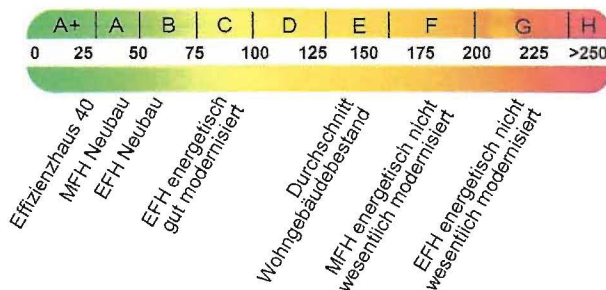 A+ A B C D E F G H
0 25 50 75 100 125 150 175 200 225 >250
Effizienzhaus 40
MFH Neubau
EFH Neubau
EFH energetisch
gut modernisiert
Durchschnitt
Wohngebäudebestand
MFH energetisch nicht
wesentlich modernisiert
EFH energetisch nicht
wesentlich modernisiert